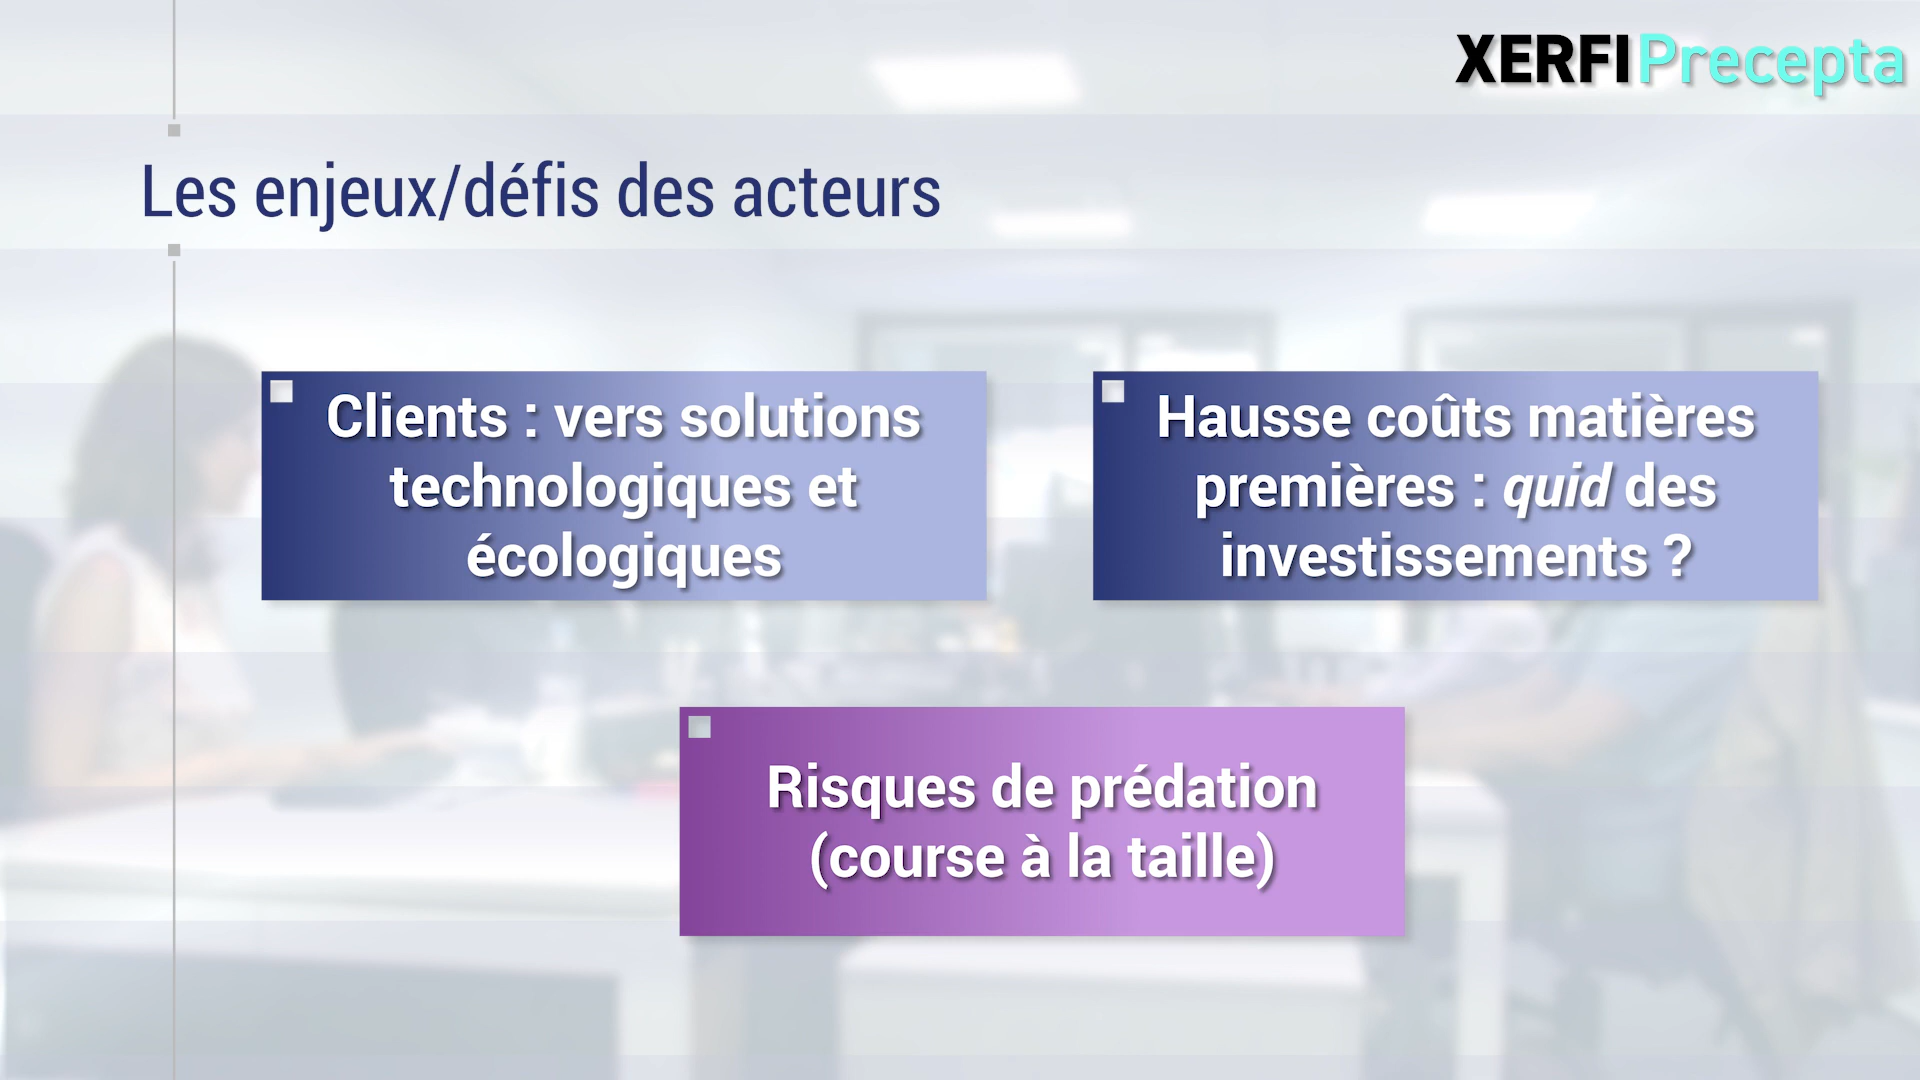 XERFI Precepta
Les enjeux/défis des acteurs
Clients : vers solutions
technologiques et
écologiques
Hausse coûts matières
premières : quid des
investissements ?
Risques de prédation
(course à la taille)